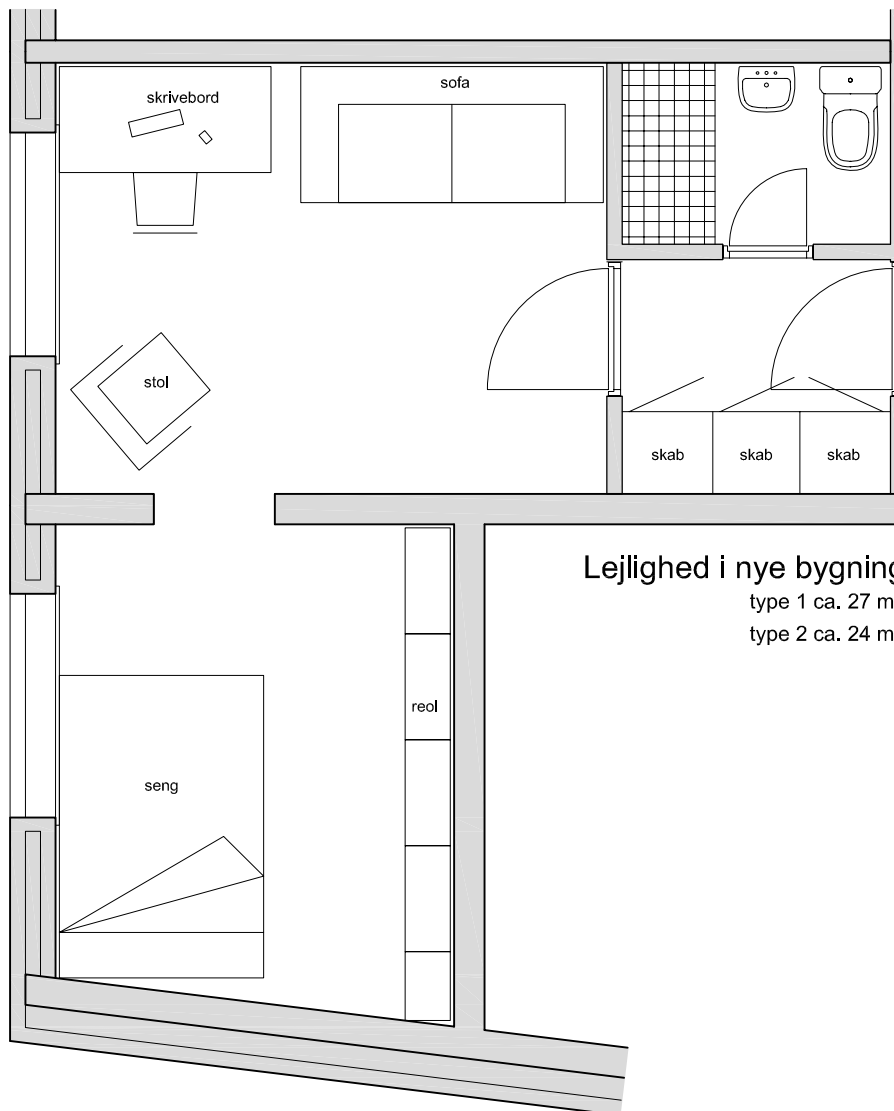 skrivebord
sofa
stol
skab
skab
skab
Lejlighed i nye bygning
type 1 ca. 27 m
type 2 ca. 24 m
reol
seng